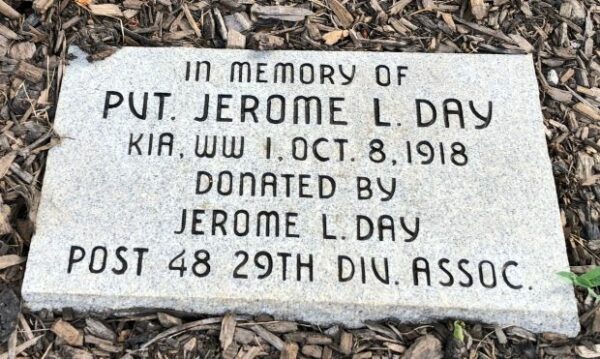 IN MEMORY OF
PVT. JEROME L. DAY
KIA, WW 1. OCT. 8, 1918
DONATED BY
JEROME L. DAY
POST 48 29TH DIV. ASSOC.